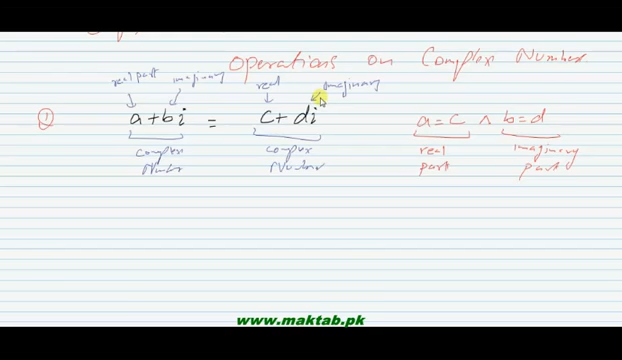 Operations on Complex Number
real part imaginary real imaginary
① a+bi = c+di a=c ∧ b=d
complex complex real imaginary
Number Number part part
www.maktab.pk